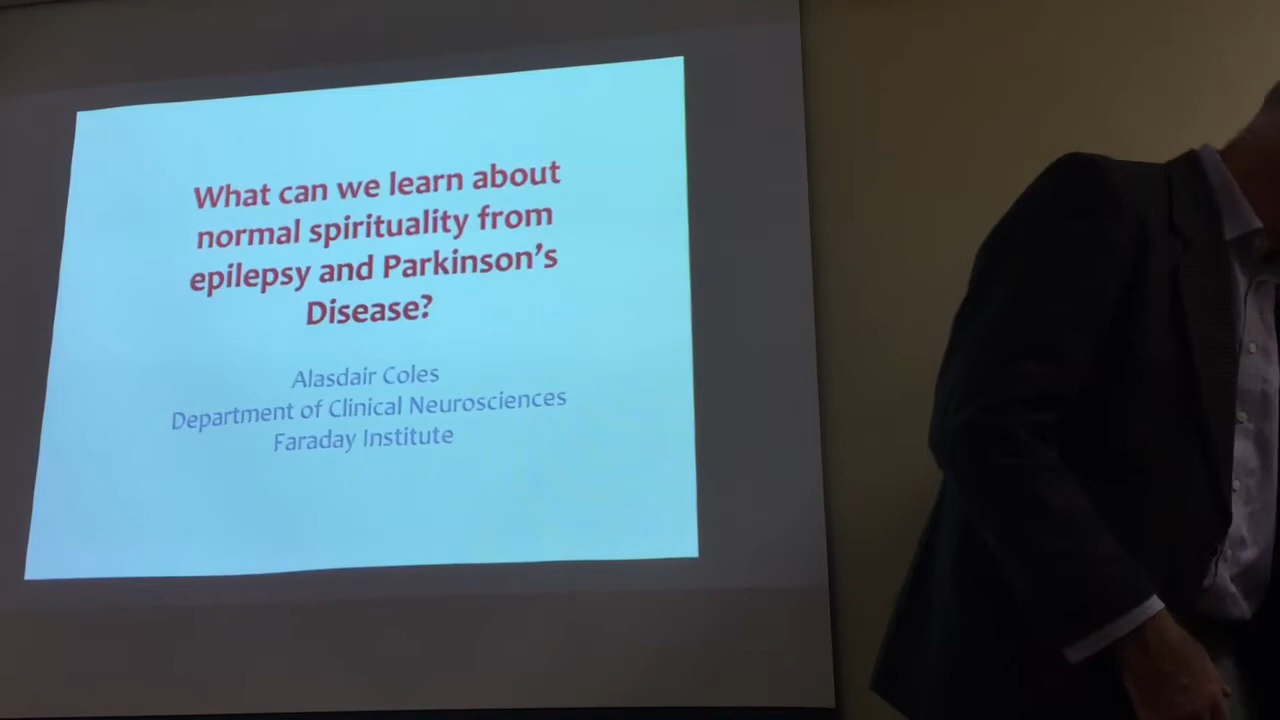 What can we learn about
normal spirituality from
epilepsy and Parkinson’s
Disease?
Alasdair Coles
Department of Clinical Neurosciences
Faraday Institute